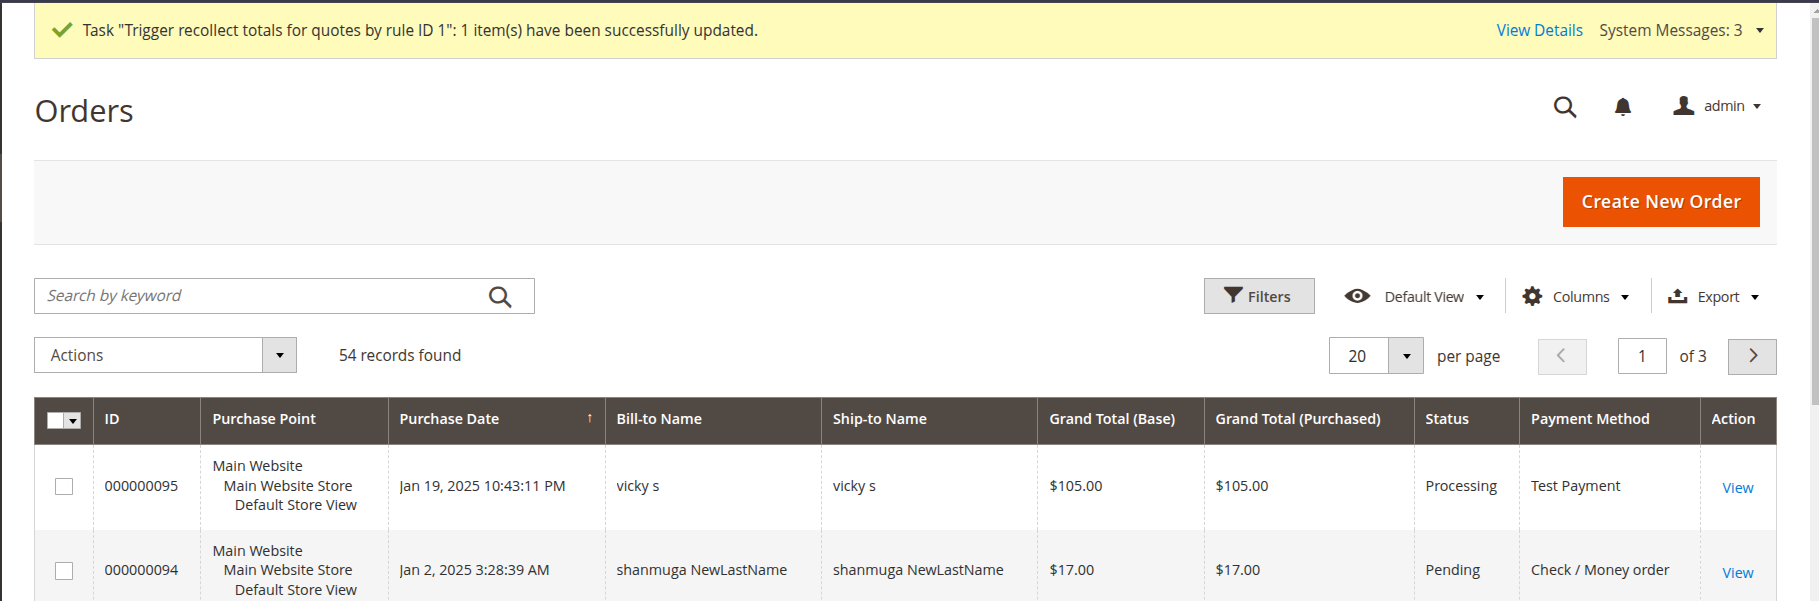 Task "Trigger recollect totals for quotes by rule ID 1": 1 item(s) have been successfully updated. View Details System Messages: 3
Orders
admin
Create New Order
Search by keyword
Filters Default View Columns Export
Actions 54 records found 20 per page 1 of 3
ID Purchase Point Purchase Date ↑ Bill-to Name Ship-to Name Grand Total (Base) Grand Total (Purchased) Status Payment Method Action
Main Website
000000095 Main Website Store Jan 19, 2025 10:43:11 PM vicky s vicky s $105.00 $105.00 Processing Test Payment View
Default Store View
Main Website
000000094 Main Website Store Jan 2, 2025 3:28:39 AM shanmuga NewLastName shanmuga NewLastName $17.00 $17.00 Pending Check / Money order View
Default Store View